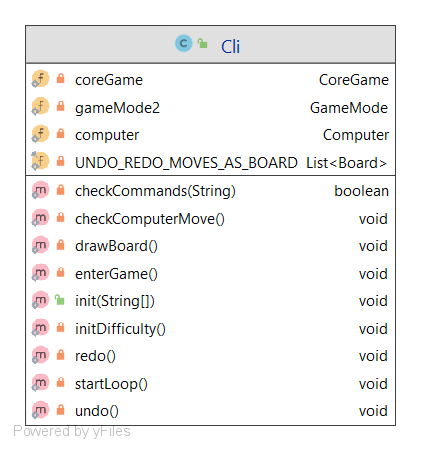 Cli
coreGame CoreGame
gameMode2 GameMode
computer Computer
UNDO_REDO_MOVES_AS_BOARD List<Board>
checkCommands(String) boolean
checkComputerMove() void
drawBoard() void
enterGame() void
init(String[]) void
initDifficulty() void
redo() void
startLoop() void
undo() void
Powered by yFiles